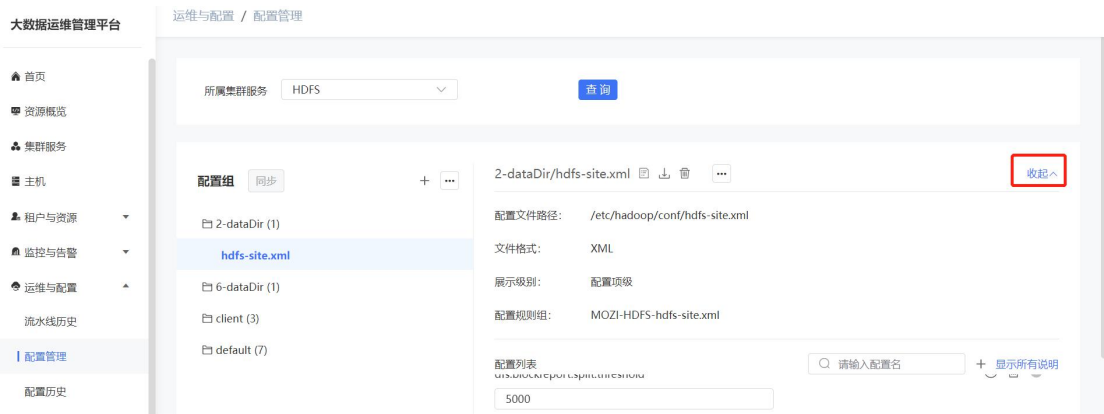 大数据运维管理平台
运维与配置 / 配置管理
首页
资源概览
集群服务
主机
租户与资源
监控与告警
运维与配置
流水线历史
配置管理
配置历史
所属集群服务 HDFS 查 询
配置组 同步
2-dataDir (1)
hdfs-site.xml
6-dataDir (1)
client (3)
default (7)
2-dataDir/hdfs-site.xml 收起
配置文件路径: /etc/hadoop/conf/hdfs-site.xml
文件格式: XML
展示级别: 配置项级
配置规则组: MOZI-HDFS-hdfs-site.xml
配置列表 请输入配置名 显示所有说明
dfs.blockreport.split.threshold
5000